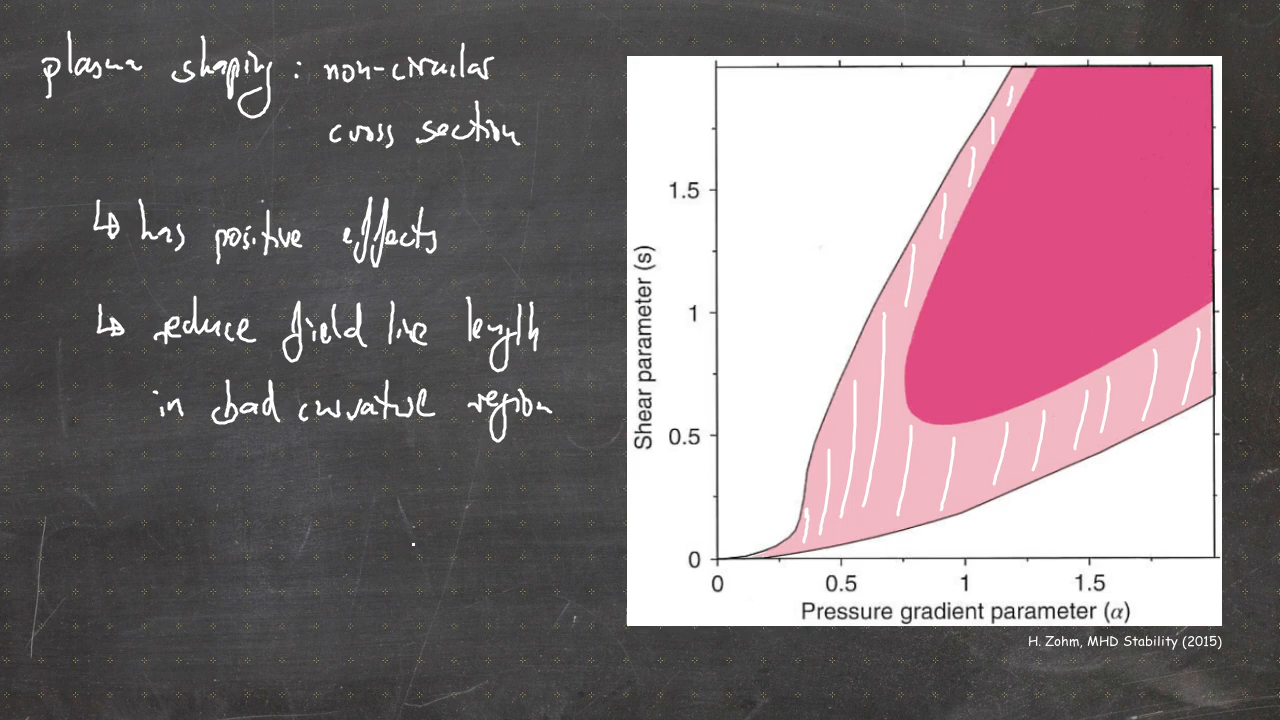 plasma shaping : non-circular
cross section
↳ has positive effects
↳ reduce field line length
in bad curvature region
Shear parameter (s)
1.5
1
0.5
0
0 0.5 1 1.5
Pressure gradient parameter (α)
H. Zohm, MHD Stability (2015)